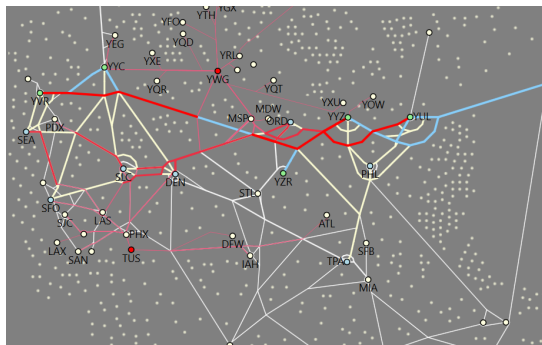 YTH YGX
YFO
YEG YQD
YXE YRL
YYC YWG
YQR YQT
YVR YXU YOW
MDW
PDX MSP ORD YYZ YUL
SEA
SLC DEN YZR PHL
SFO STL
SJC LAS ATL
PHX DFW SFB
LAX SAN TUS IAH TPA
MIA